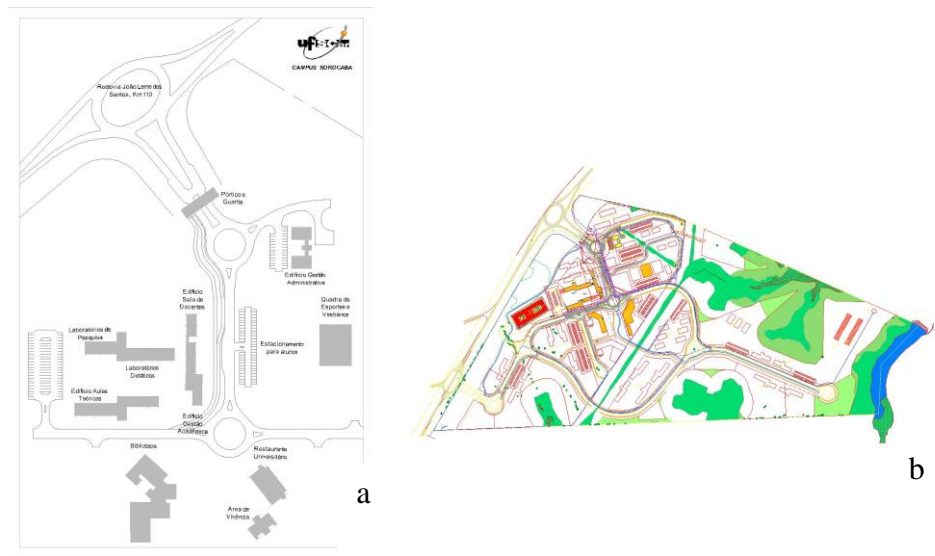 ufscar
CAMPUS SOROCABA
Rodovia João Leme dos
Santos, Km 110
Pórtico e
Guarita
Edifício Gestão
Administrativa
Edifício
Sala de
Docentes
Quadra de
Esportes e
Vestiários
Laboratórios de
Pesquisa
Estacionamento
para alunos
Laboratórios
Didáticos
Edifício Aulas
Teóricas
Edifício
Gestão
Acadêmica
Biblioteca
Restaurante
Universitário
Área de
Vivência
a
b